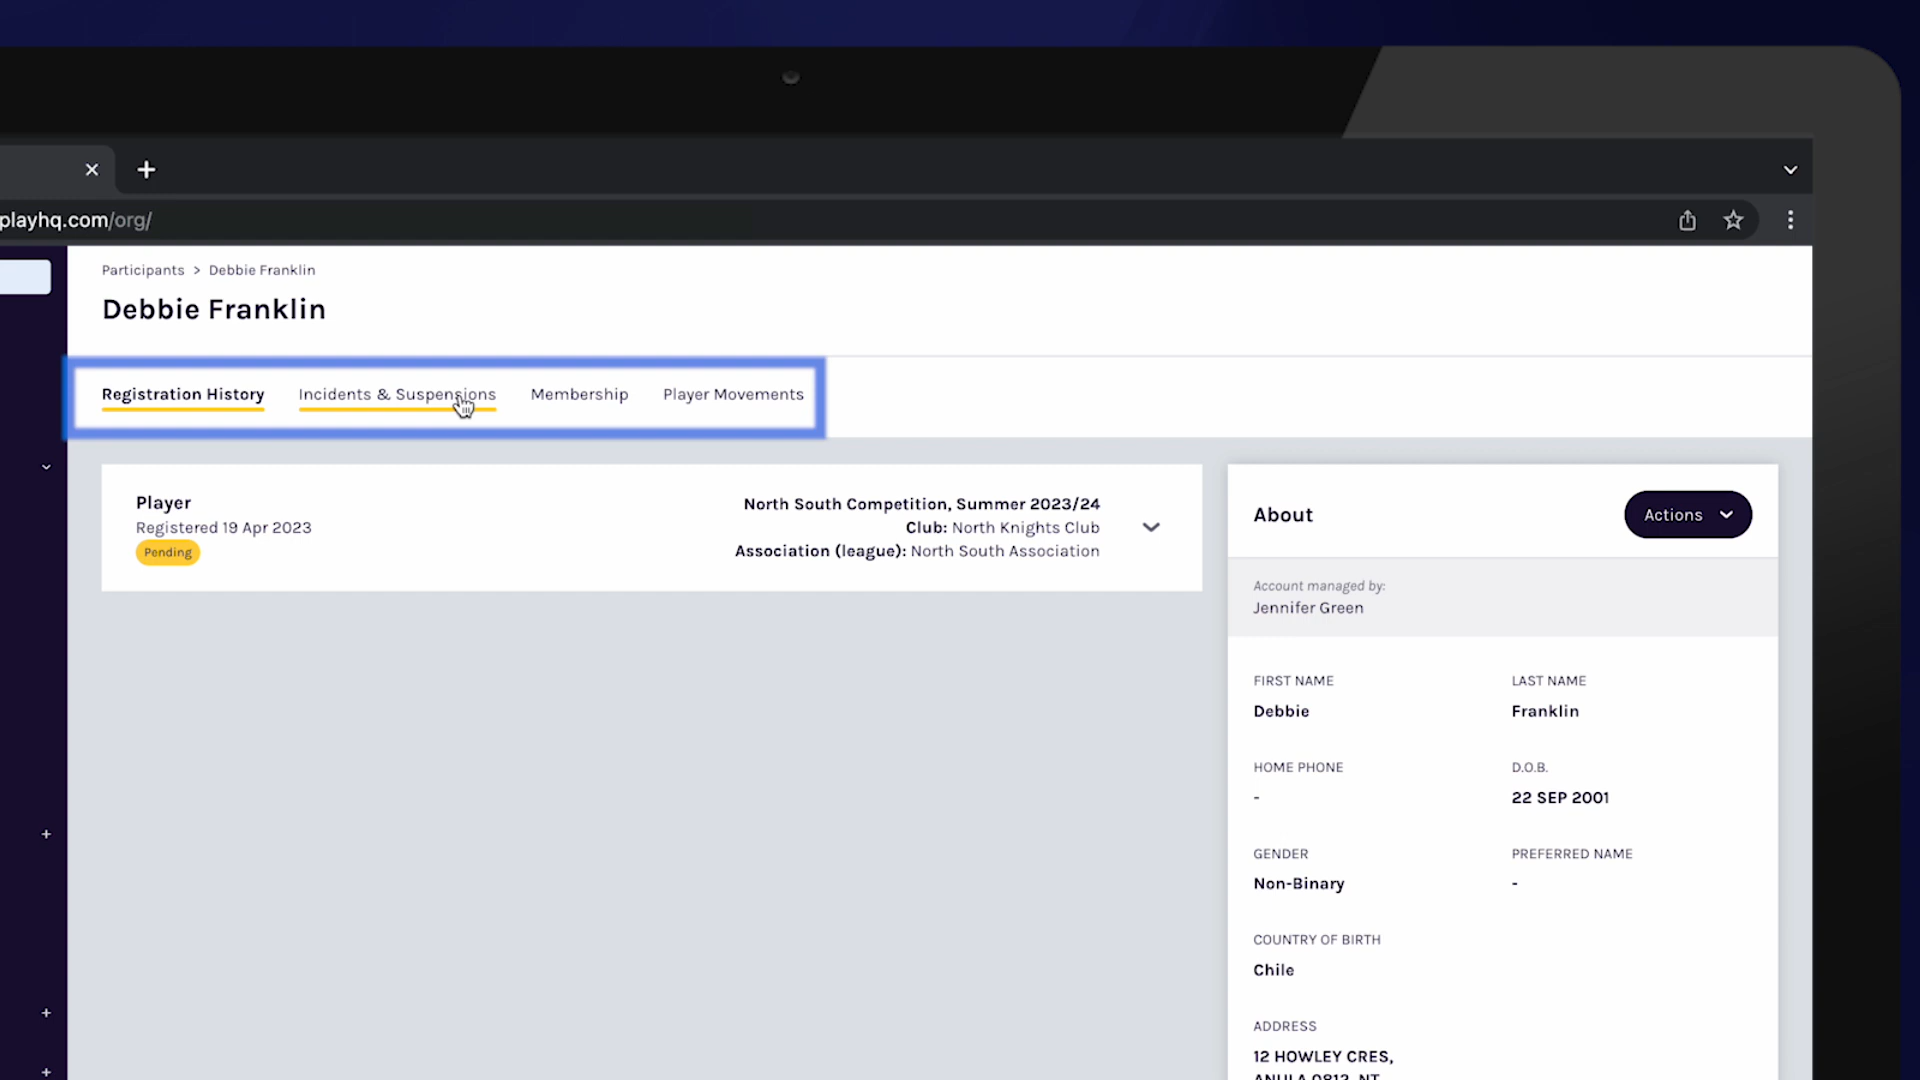 playhq.com/org/
Participants > Debbie Franklin
Debbie Franklin
Registration History Incidents & Suspensions Membership Player Movements
Player
Registered 19 Apr 2023
Pending
North South Competition, Summer 2023/24
Club: North Knights Club
Association (league): North South Association
About
Actions
Account managed by:
Jennifer Green
FIRST NAME
Debbie
LAST NAME
Franklin
HOME PHONE
-
D.O.B.
22 SEP 2001
GENDER
Non-Binary
PREFERRED NAME
-
COUNTRY OF BIRTH
Chile
ADDRESS
12 HOWLEY CRES,
ANULA 0812, NT